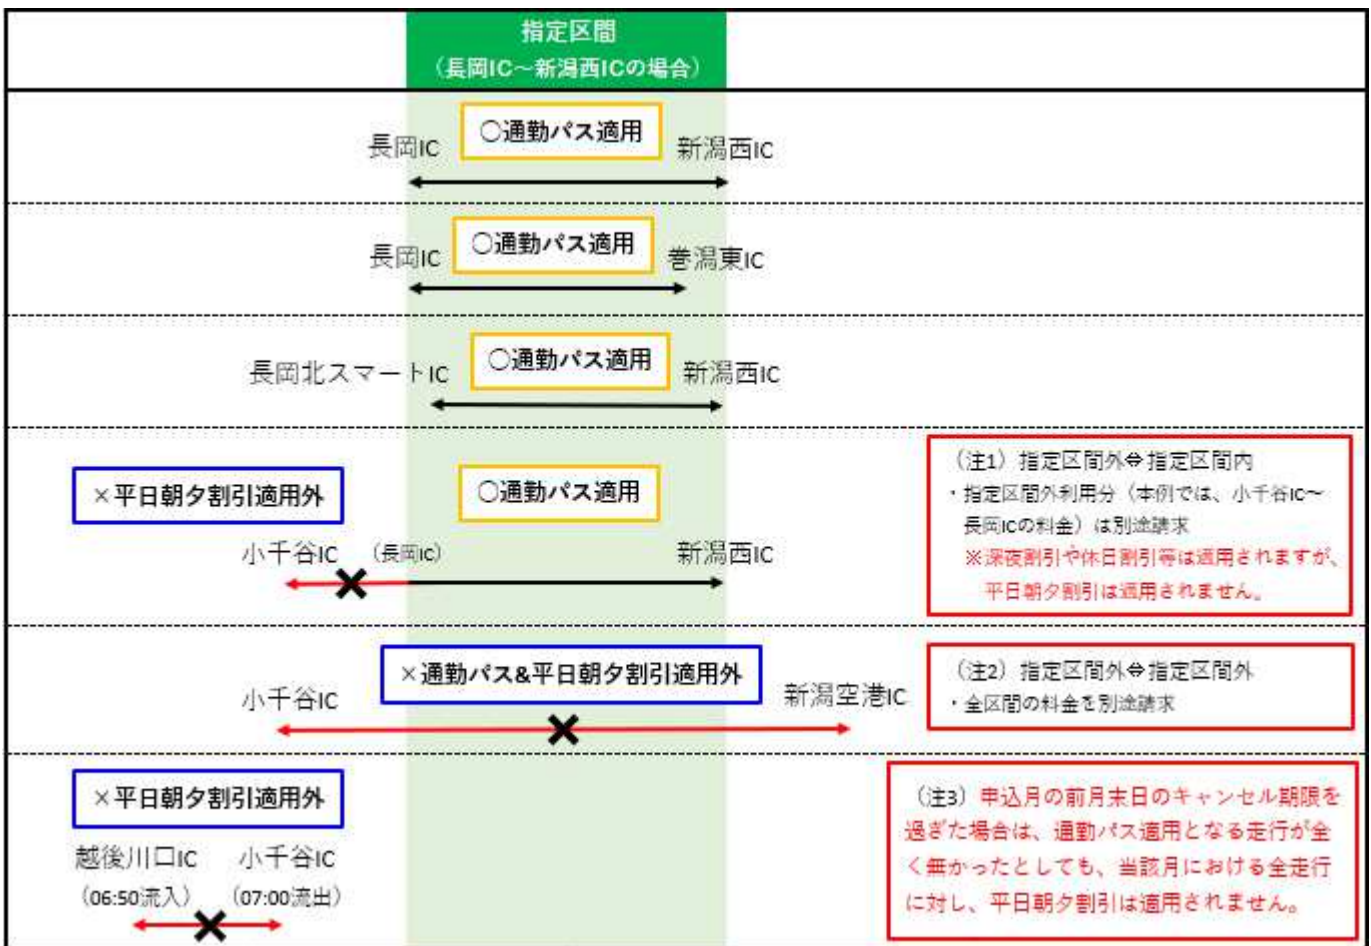 指定区間
（長岡IC～新潟西ICの場合）
○通勤パス適用
長岡IC
新潟西IC
○通勤パス適用
長岡IC
巻潟東IC
○通勤パス適用
長岡北スマートIC
新潟西IC
×平日朝夕割引適用外
○通勤パス適用
小千谷IC
（長岡IC）
新潟西IC
（注1）指定区間外⇔指定区間内
・指定区間外利用分（本例では、小千谷IC～
長岡ICの料金）は別途請求
※深夜割引や休日割引等は適用されますが、
平日朝夕割引は適用されません。
×通勤パス&平日朝夕割引適用外
小千谷IC
新潟空港IC
（注2）指定区間外⇔指定区間外
・全区間の料金を別途請求
×平日朝夕割引適用外
越後川口IC
小千谷IC
（06:50流入）
（07:00流出）
（注3）申込月の前月末日のキャンセル期限を
過ぎた場合は、通勤パス適用となる走行が全
く無かったとしても、当該月における全走行
に対し、平日朝夕割引は適用されません。